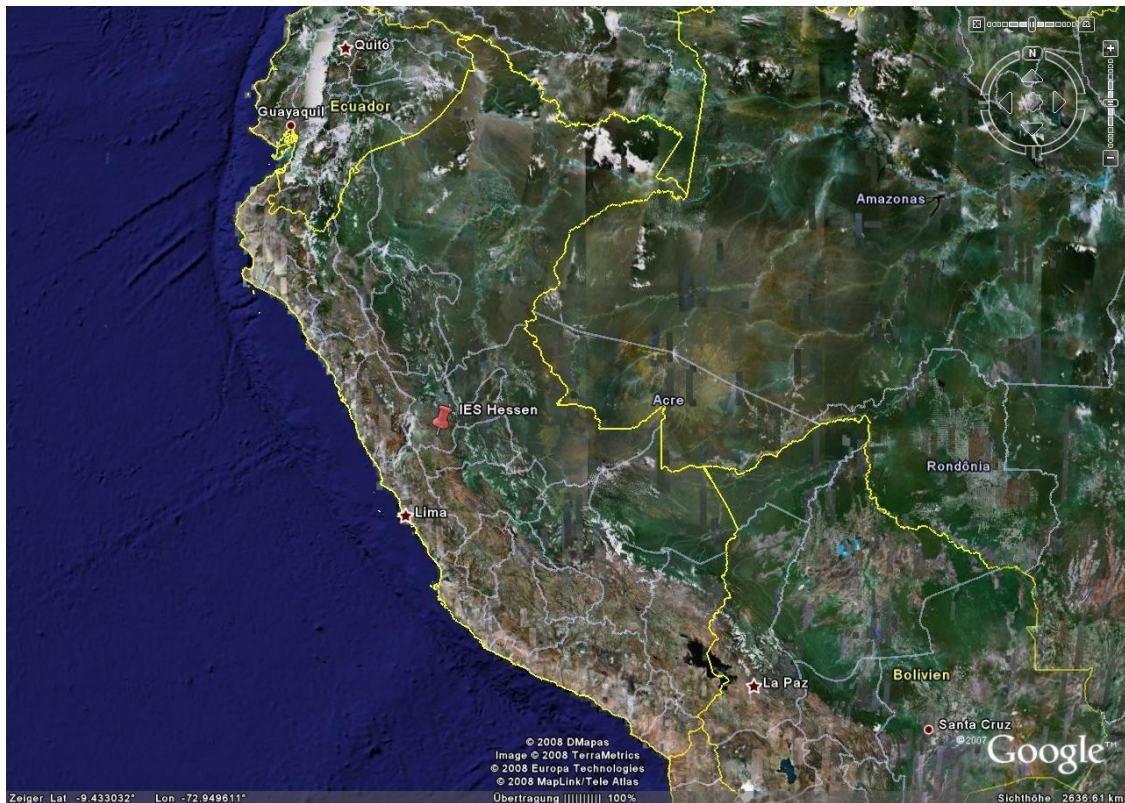 Quito
N
Guayaquil
Ecuador
Amazonas
IES Hessen
Acre
Rondônia
Lima
Bolivien
La Paz
Santa Cruz
© 2007 Google™
© 2008 DMapas
Image © 2008 TerraMetrics
© 2008 Europa Technologies
© 2008 MapLink/Tele Atlas
Zeiger Lat -9.433032° Lon -72.949611° Übertragung |||||||||| 100% Sichthöhe 2636.61 km